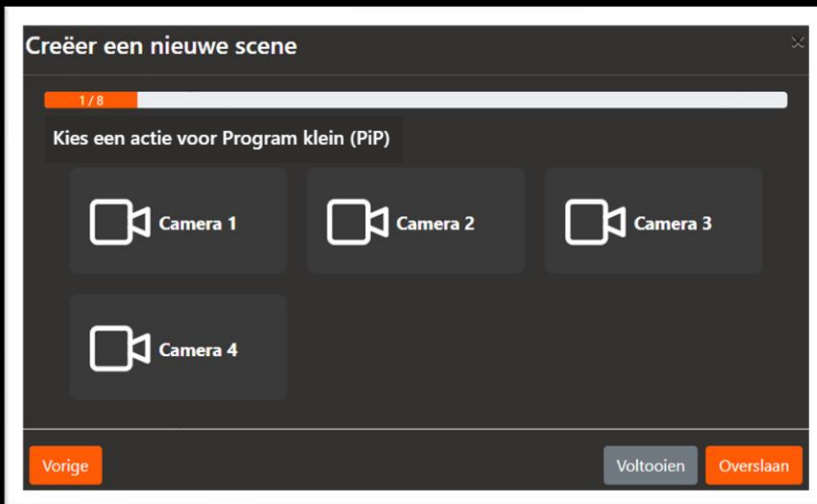 Creëer een nieuwe scene
1 / 8
Kies een actie voor Program klein (PiP)
Camera 1
Camera 2
Camera 3
Camera 4
Vorige
Voltooien
Overslaan